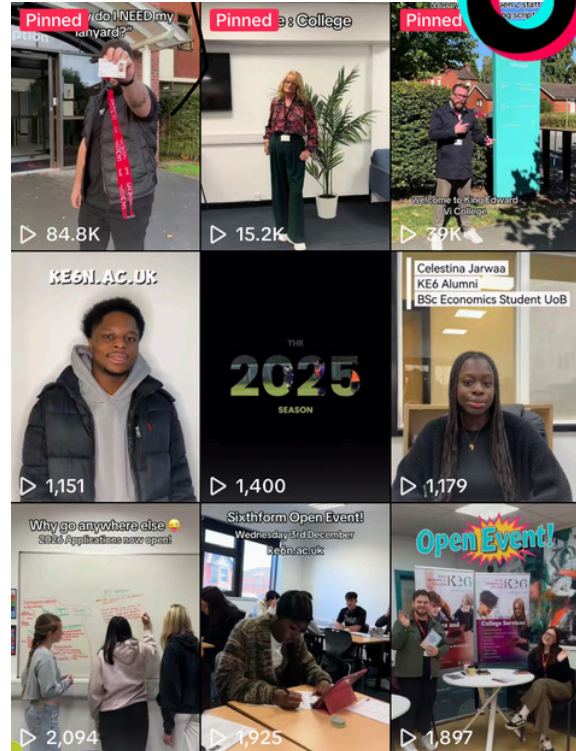 Pinned
do I NEED my
lanyard?"
84.8K
Pinned
: College
15.2K
Pinned
Welcome to King Edward
VI College
39K
KE6N.AC.UK
1,151
THE
2025
SEASON
1,400
Celestina Jarwaa
KE6 Alumni
BSc Economics Student UoB
1,179
Why go anywhere else 😜
2026 Applications now open!
2,094
Sixthform Open Event!
Wednesday 3rd December
ke6n.ac.uk
1,925
Open Event!
KE6
College Services
1,897